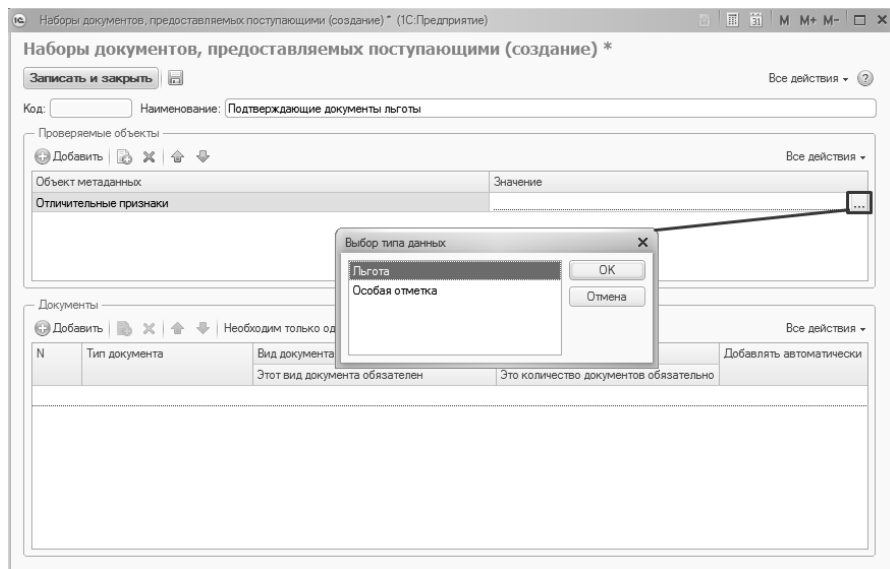 Наборы документов, предоставляемых поступающими (создание) * (1С:Предприятие)
M M+ M-
Наборы документов, предоставляемых поступающими (создание) *
Записать и закрыть
Все действия
Код:
Наименование: Подтверждающие документы льготы
Проверяемые объекты
Добавить
Все действия
Объект метаданных
Значение
Отличительные признаки
...
Выбор типа данных
Льгота
OK
Особая отметка
Отмена
Документы
Добавить
Необходим только од
Все действия
N
Тип документа
Вид документа
Добавлять автоматически
Этот вид документа обязателен
Это количество документов обязательно